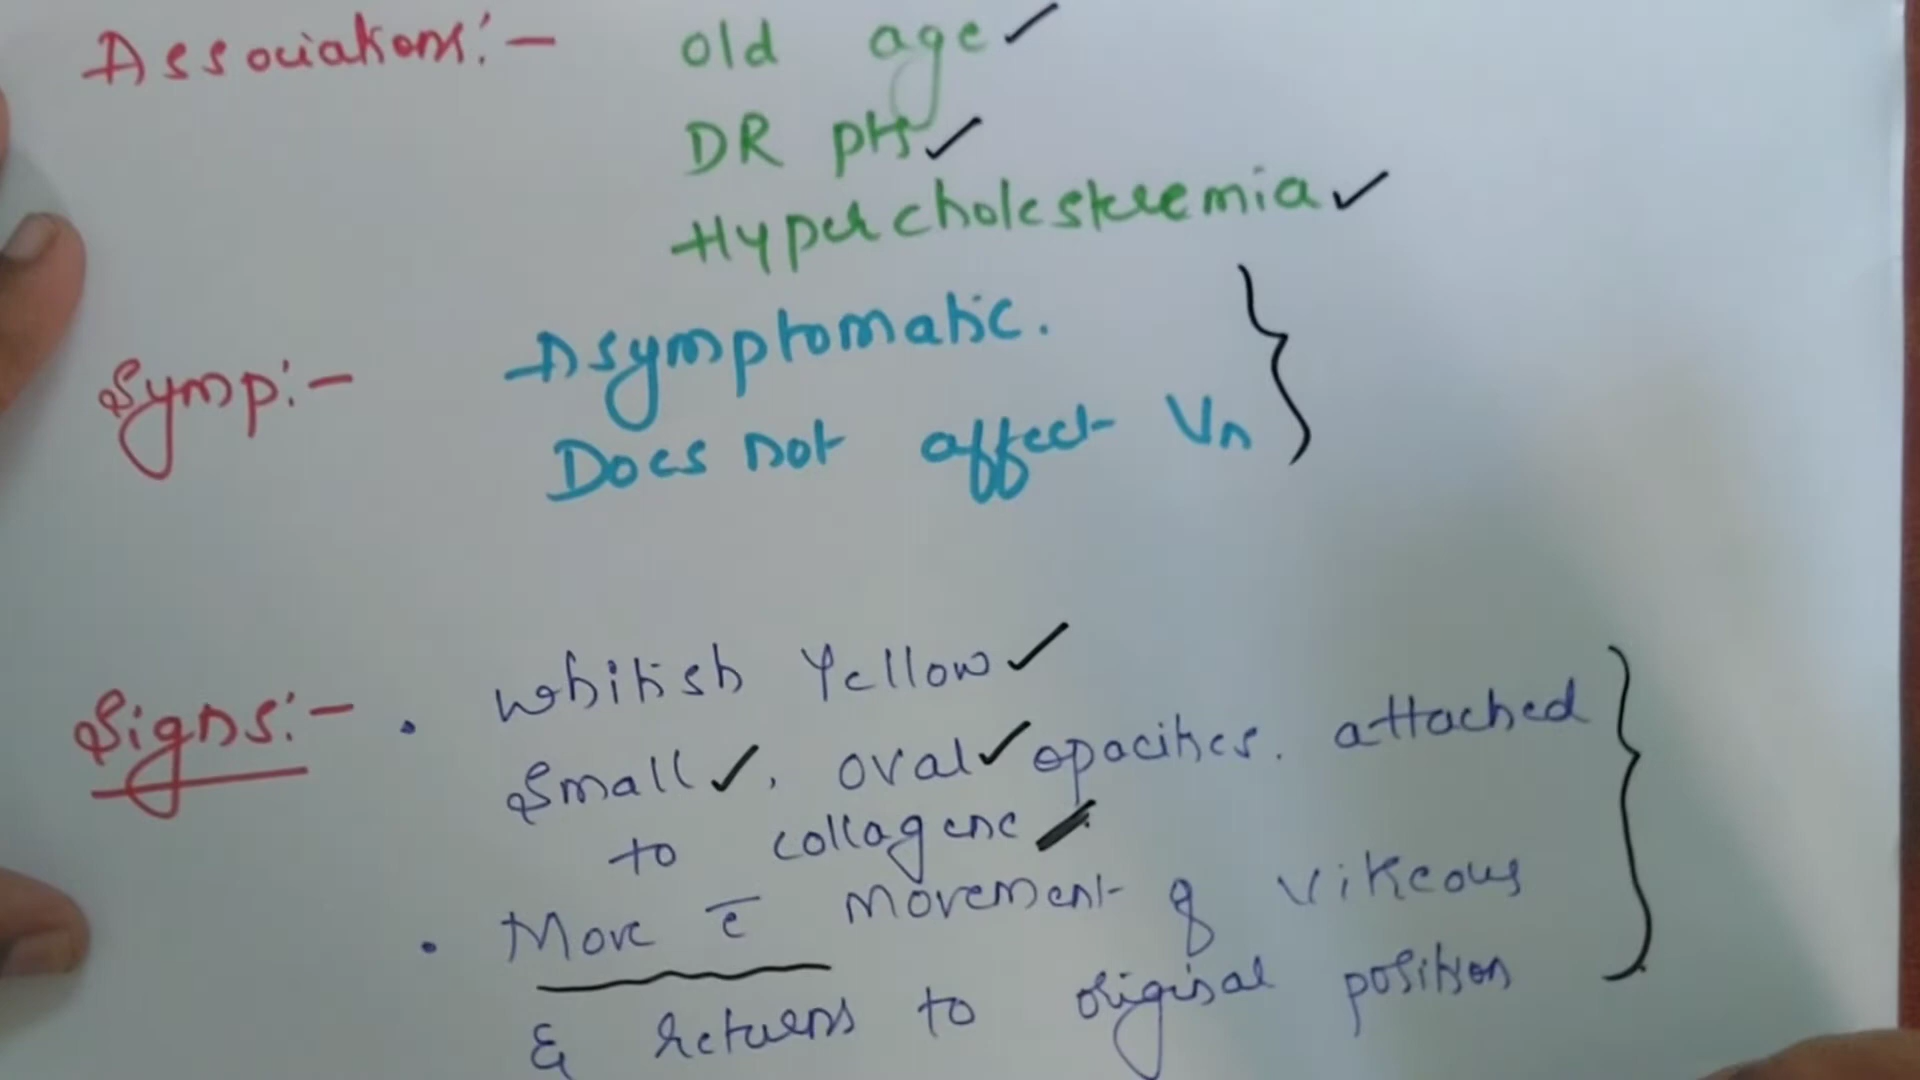 Associations:- old age ✓
DR pts ✓
Hypercholesteremia ✓
Symp:- Asymptomatic.
Does not affect Vn
Signs:- • Whitish Yellow ✓
Small ✓, oval ✓ opacities. attached
to collagene
• Move c̄ movement of vitreous
& returns to original position